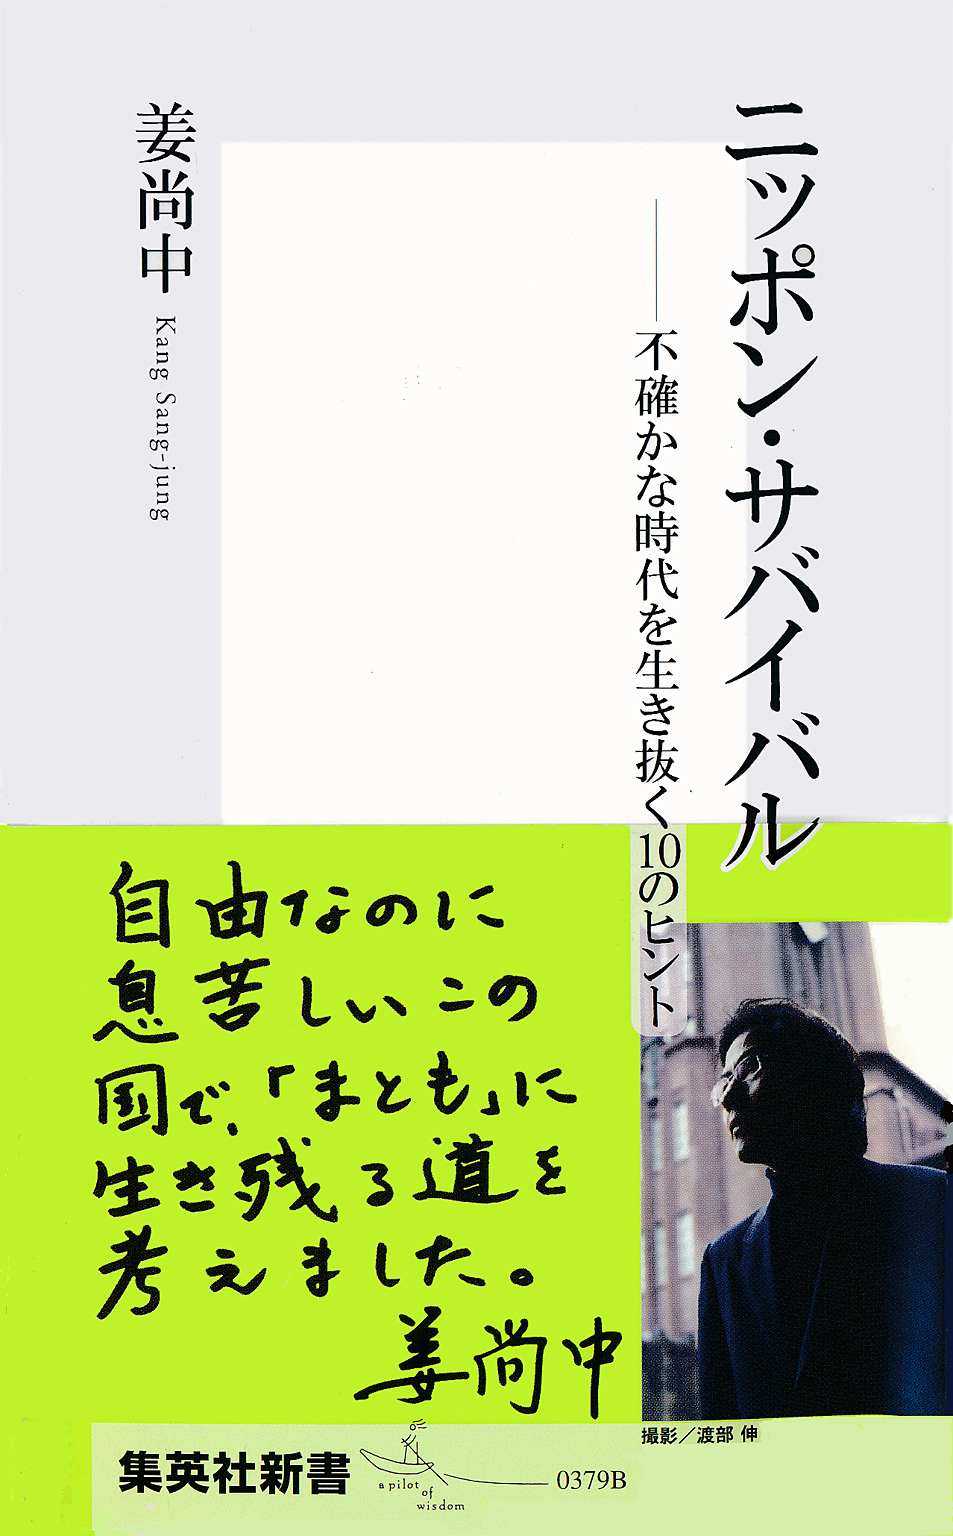 ニッポン・サバイバル
――不確かな時代を生き抜く10のヒント
姜尚中 Kang Sang-jung
自由なのに
息苦しいこの
国で、「まとも」に
生き残る道を
考えました。
姜尚中
撮影／渡部 伸
集英社新書
a pilot
of
wisdom
0379B